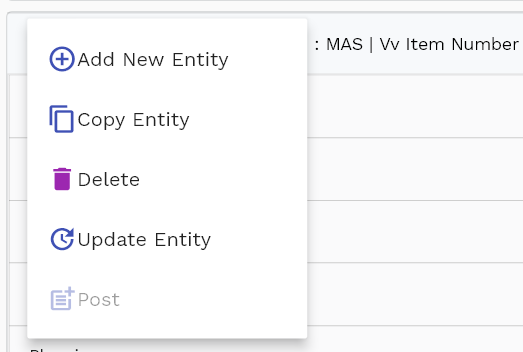 : MAS | Vv Item Number
Add New Entity
Copy Entity
Delete
Update Entity
Post